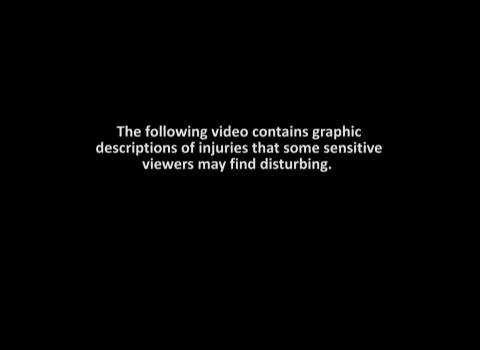 The following video contains graphic
descriptions of injuries that some sensitive
viewers may find disturbing.